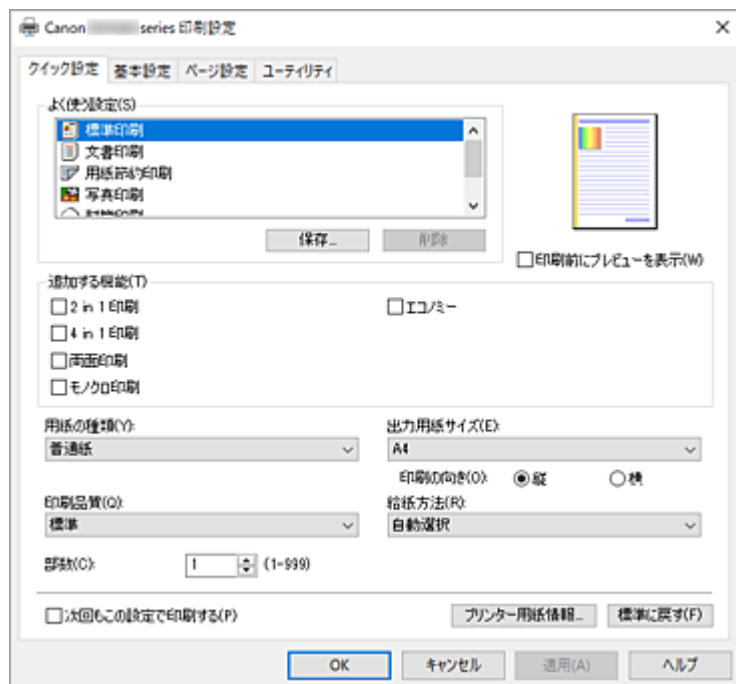 Canon series 印刷設定
クイック設定 基本設定 ページ設定 ユーティリティ
よく使う設定(S)
標準印刷
文書印刷
用紙節約印刷
写真印刷
保存...
削除
印刷前にプレビューを表示(W)
追加する機能(T)
2 in 1 印刷
エコノミー
4 in 1 印刷
両面印刷
モノクロ印刷
用紙の種類(Y):
出力用紙サイズ(E):
普通紙
A4
印刷の向き(O): 縦 横
印刷品質(Q):
給紙方法(R):
標準
自動選択
部数(C): 1 (1-999)
次回もこの設定で印刷する(P)
プリンター用紙情報...
標準に戻す(F)
OK
キャンセル
適用(A)
ヘルプ